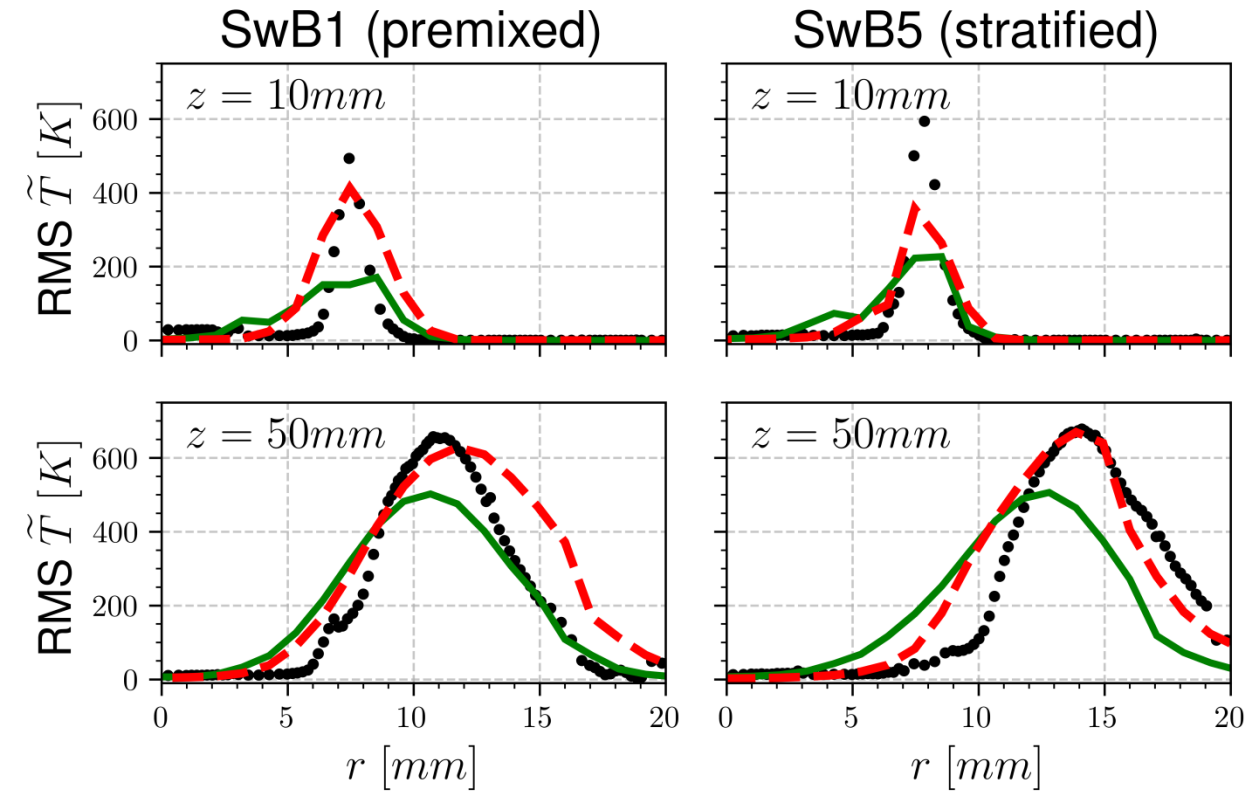 SwB1 (premixed)
SwB5 (stratified)
z = 10mm
z = 10mm
RMS T̃ [K]
600
400
200
0
z = 50mm
z = 50mm
RMS T̃ [K]
600
400
200
0
0 5 10 15 20
0 5 10 15 20
r [mm]
r [mm]